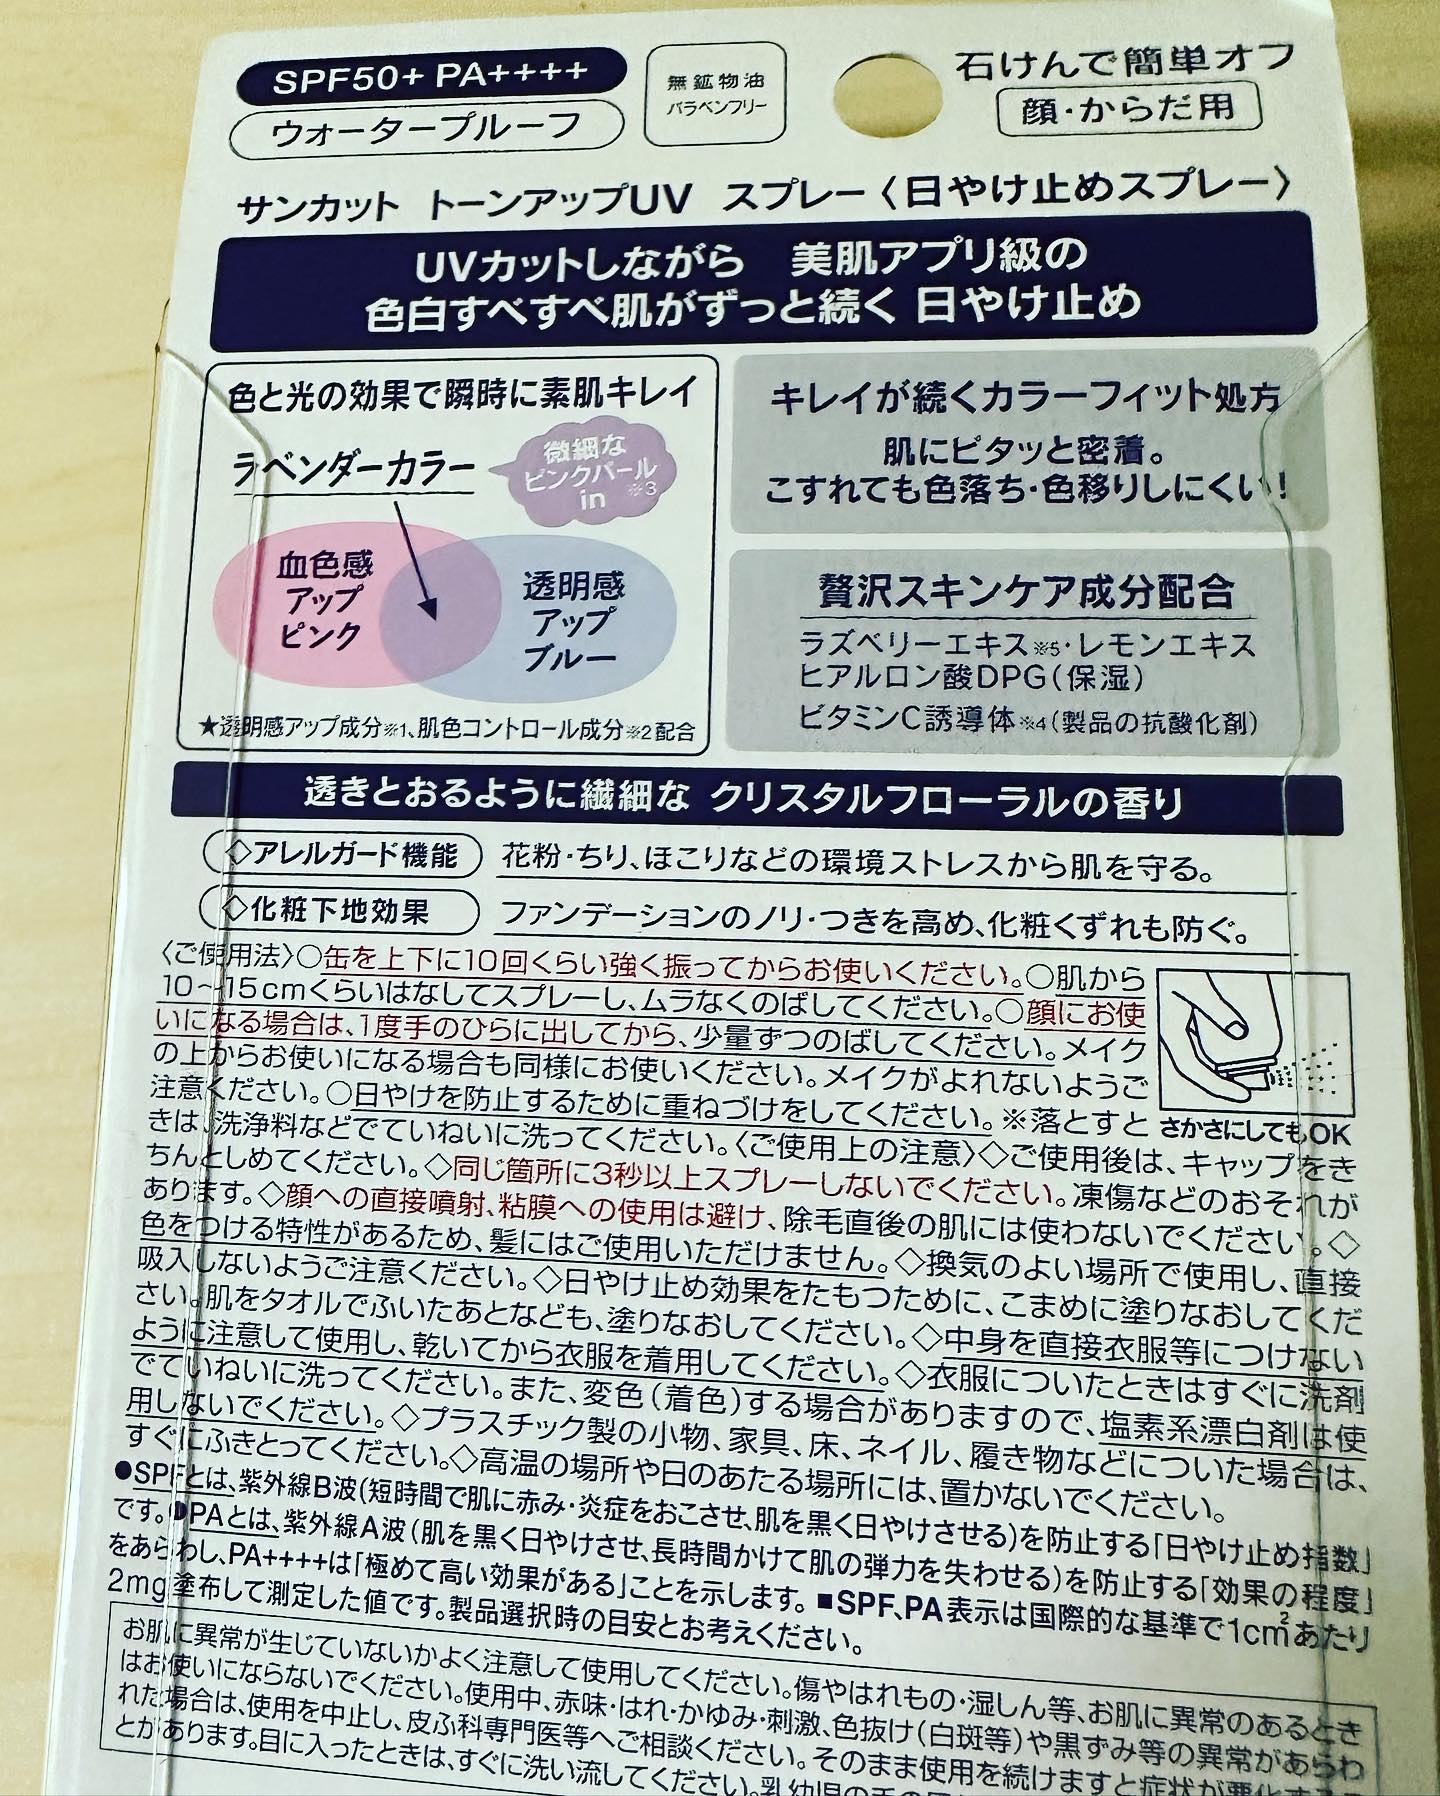 SPF50+ PA++++
ウォータープルーフ
無鉱物油
パラベンフリー
石けんで簡単オフ
顔・からだ用
サンカット トーンアップUV スプレー〈日やけ止めスプレー〉
UVカットしながら 美肌アプリ級の
色白すべすべ肌がずっと続く 日やけ止め
色と光の効果で瞬時に素肌キレイ
ラベンダーカラー
微細な
ピンクパール
in ※3
血色感
アップ
ピンク
透明感
アップ
ブルー
★透明感アップ成分※1、肌色コントロール成分※2配合
キレイが続くカラーフィット処方
肌にピタッと密着。
こすれても色落ち・色移りしにくい!
贅沢スキンケア成分配合
ラズベリーエキス※5・レモンエキス
ヒアルロン酸DPG(保湿)
ビタミンC誘導体※4(製品の抗酸化剤)
透きとおるように繊細な クリスタルフローラルの香り
◇アレルガード機能 花粉・ちり、ほこりなどの環境ストレスから肌を守る。
◇化粧下地効果 ファンデーションのノリ・つきを高め、化粧くずれも防ぐ。
〈ご使用法〉○缶を上下に10回くらい強く振ってからお使いください。○肌から
10〜15cmくらいはなしてスプレーし、ムラなくのばしてください。○顔にお使
いになる場合は、1度手のひらに出してから、少量ずつのばしてください。メイク
の上からお使いになる場合も同様にお使いください。メイクがよれないようご
注意ください。○日やけを防止するために重ねづけをしてください。※落とすと
さかさにしてもOK
きは、洗浄料などでていねいに洗ってください。〈ご使用上の注意〉◇ご使用後は、キャップをき
ちんとしめてください。◇同じ箇所に3秒以上スプレーしないでください。凍傷などのおそれが
あります。◇顔への直接噴射、粘膜への使用は避け、除毛直後の肌には使わないでください。◇
色をつける特性があるため、髪にはご使用いただけません。◇換気のよい場所で使用し、直接
吸入しないようご注意ください。◇日やけ止め効果をたもつために、こまめに塗りなおしてくだ
さい。肌をタオルでふいたあとなども、塗りなおしてください。◇中身を直接衣服等につけない
ように注意して使用し、乾いてから衣服を着用してください。◇衣服についたときはすぐに洗剤
でていねいに洗ってください。また、変色(着色)する場合がありますので、塩素系漂白剤は使
用しないでください。◇プラスチック製の小物、家具、床、ネイル、履き物などについた場合は、
すぐにふきとってください。◇高温の場所や日のあたる場所には、置かないでください。
●SPFとは、紫外線B波(短時間で肌に赤み・炎症をおこさせ、肌を黒く日やけさせる)を防止する「日やけ止め指数」
です。●PAとは、紫外線A波(肌を黒く日やけさせ、長時間かけて肌の弾力を失わせる)を防止する「効果の程度」
をあらわし、PA++++は「極めて高い効果がある」ことを示します。■SPF、PA表示は国際的な基準で1cm²あたり
2mg塗布して測定した値です。製品選択時の目安とお考えください。
お肌に異常が生じていないかよく注意して使用してください。傷やはれもの・湿しん等、お肌に異常のあるとき
はお使いにならないでください。使用中、赤味・はれ・かゆみ・刺激、色抜け(白斑等)や黒ずみ等の異常があらわ
れた場合は、使用を中止し、皮ふ科専門医等へご相談ください。そのまま使用を続けますと症状が悪化する
とがあります。目に入ったときは、すぐに洗い流してください。乳幼児の手の